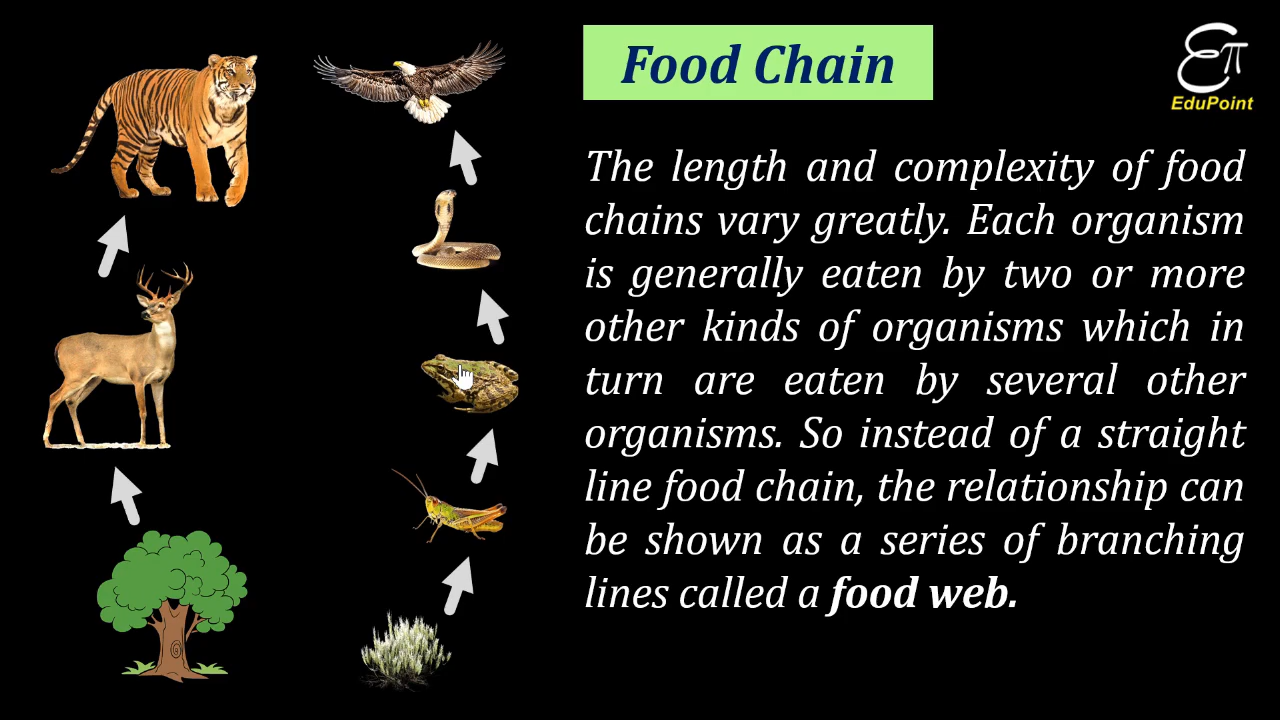 Food Chain
Eπ
EduPoint
The length and complexity of food
chains vary greatly. Each organism
is generally eaten by two or more
other kinds of organisms which in
turn are eaten by several other
organisms. So instead of a straight
line food chain, the relationship can
be shown as a series of branching
lines called a food web.